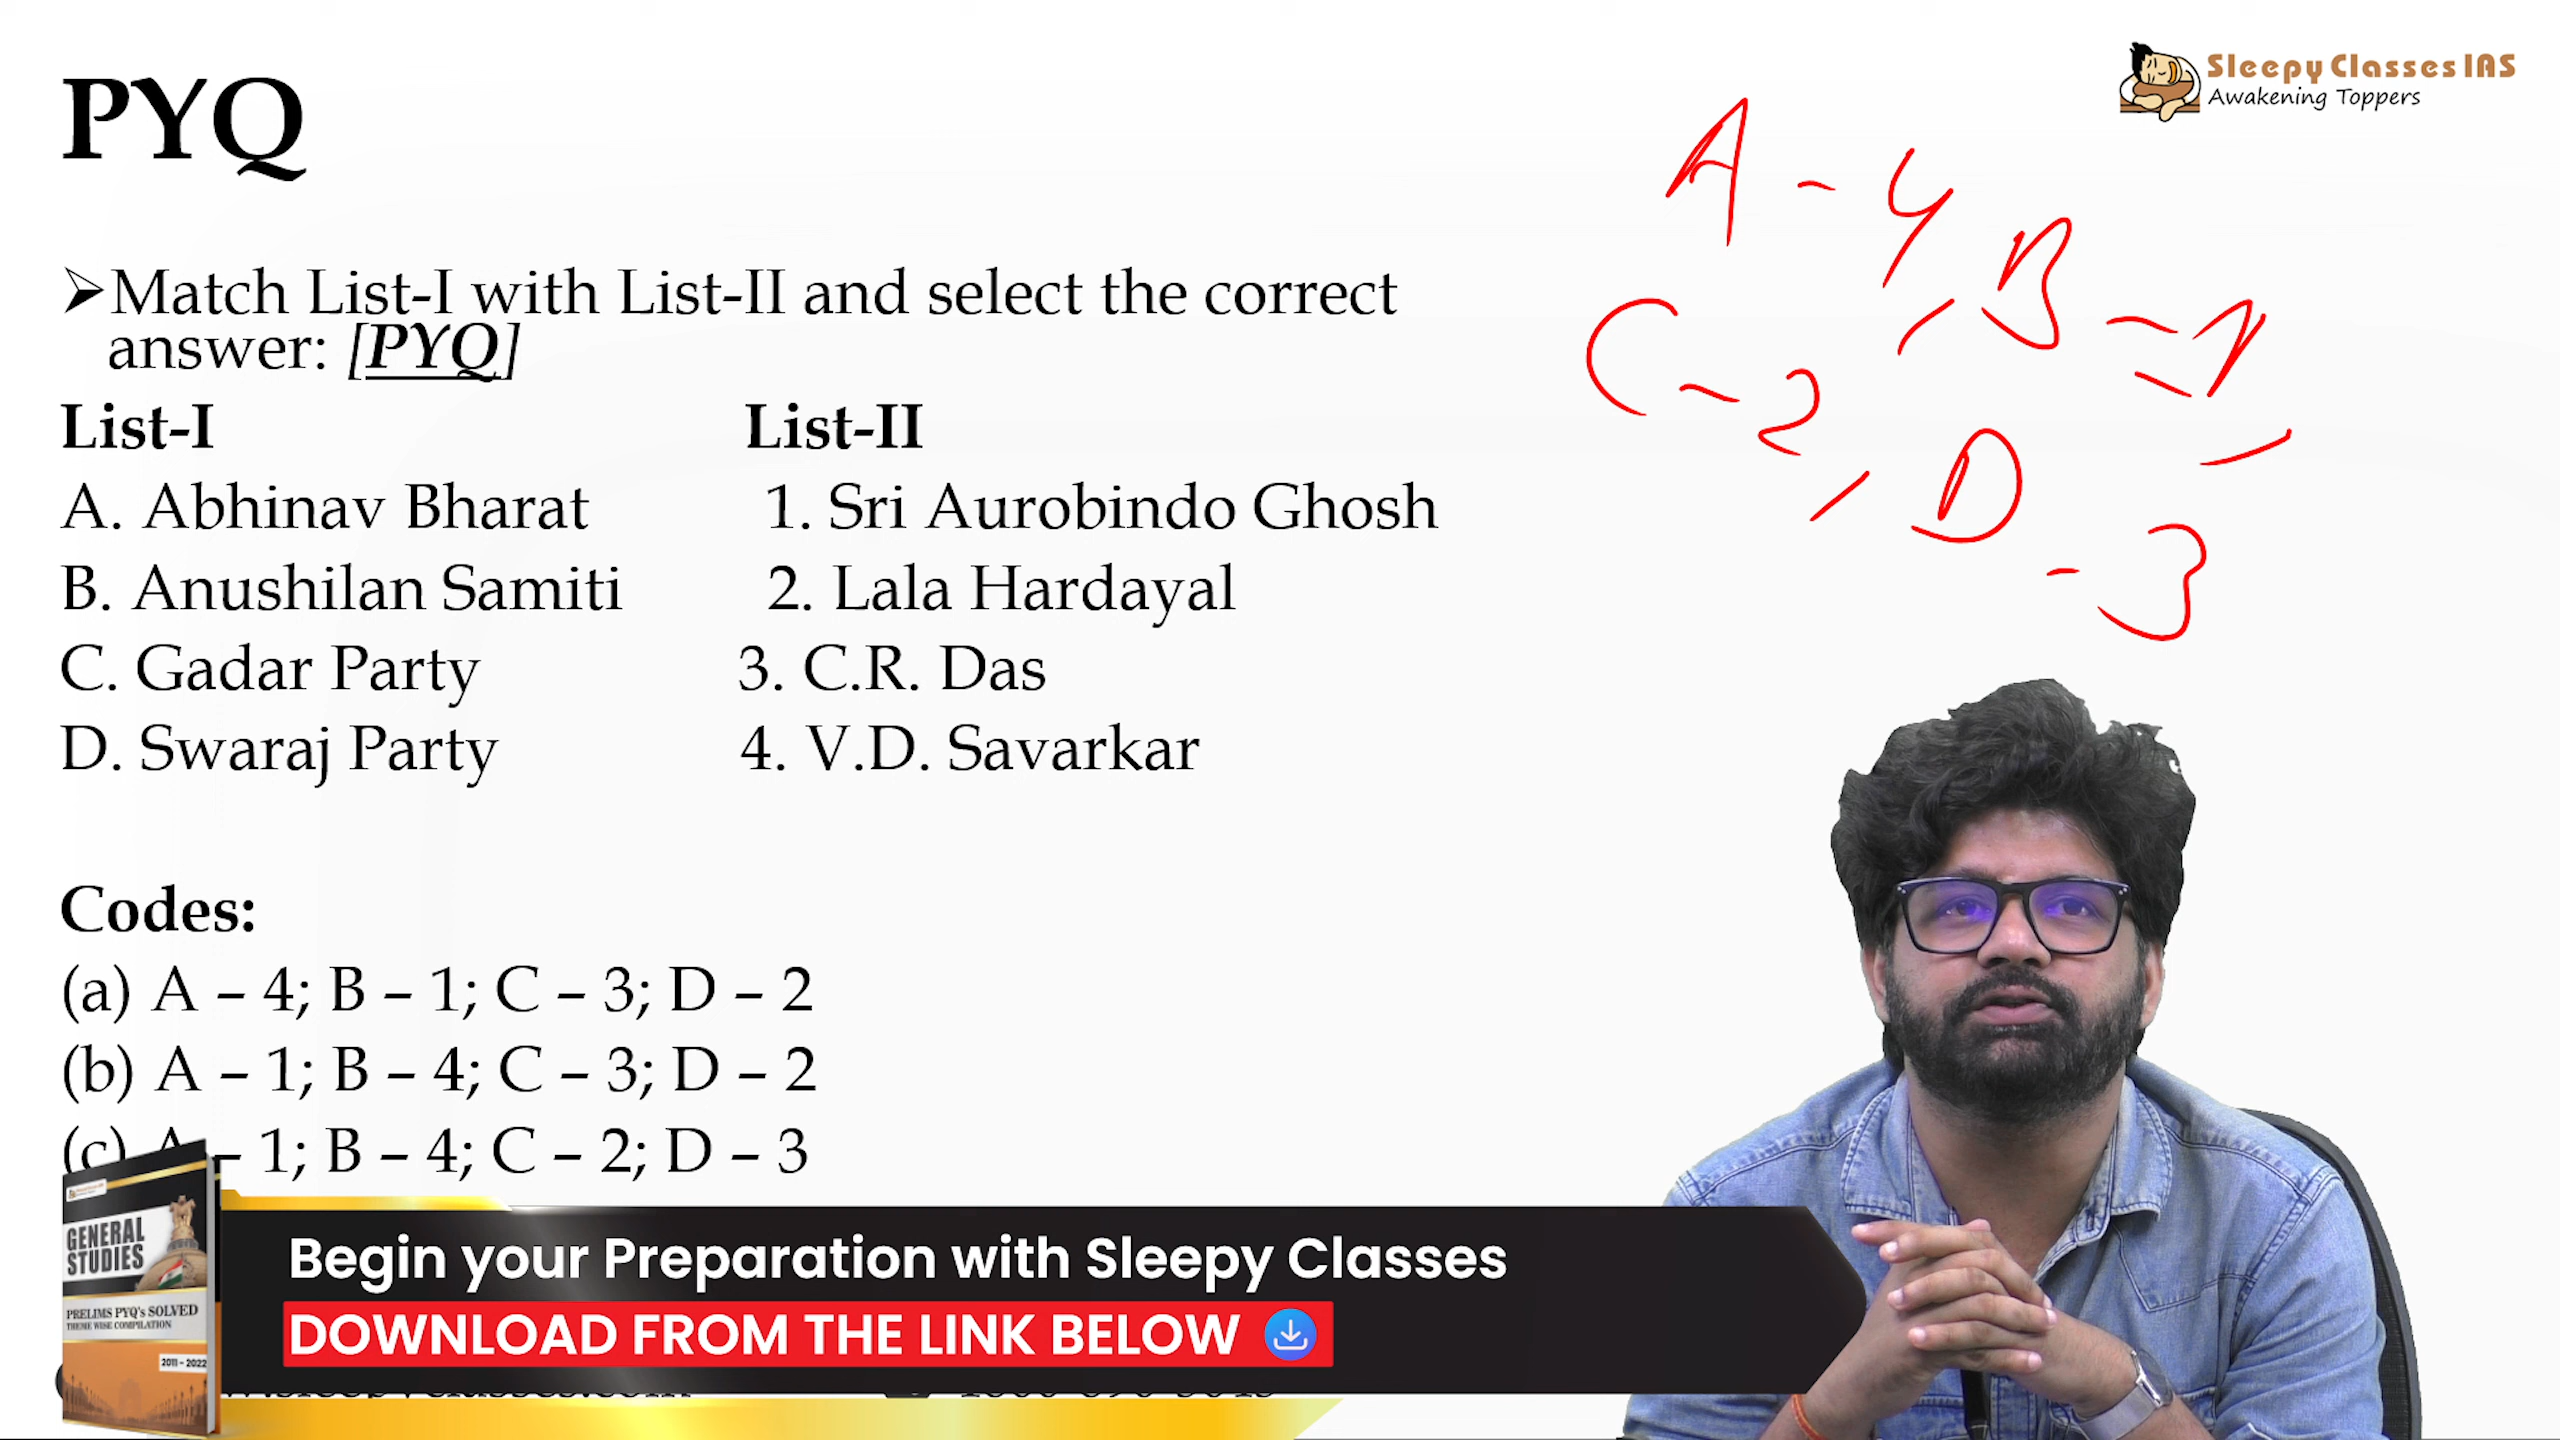 PYQ
Sleepy Classes IAS
Awakening Toppers
A - 4, B = 1,
C - 2, D - 3
➢Match List-I with List-II and select the correct
answer: [PYQ]
List-I List-II
A. Abhinav Bharat 1. Sri Aurobindo Ghosh
B. Anushilan Samiti 2. Lala Hardayal
C. Gadar Party 3. C.R. Das
D. Swaraj Party 4. V.D. Savarkar
Codes:
(a) A – 4; B – 1; C – 3; D – 2
(b) A – 1; B – 4; C – 3; D – 2
(c) A – 1; B – 4; C – 2; D – 3
GENERAL
STUDIES
PRELIMS PYQ's SOLVED
THEME WISE COMPILATION
2011 - 2022
Begin your Preparation with Sleepy Classes
DOWNLOAD FROM THE LINK BELOW